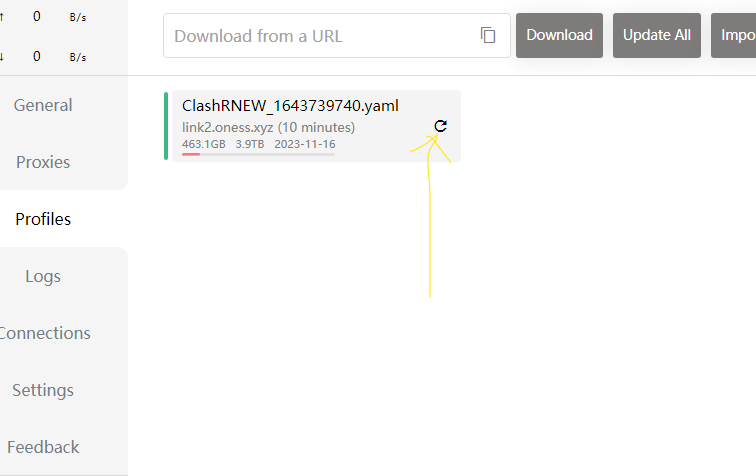 ↑ 0 B/s
↓ 0 B/s
Download from a URL
Download
Update All
Impo
General
Proxies
Profiles
Logs
Connections
Settings
Feedback
ClashRNEW_1643739740.yaml
link2.oness.xyz (10 minutes)
463.1GB 3.9TB 2023-11-16